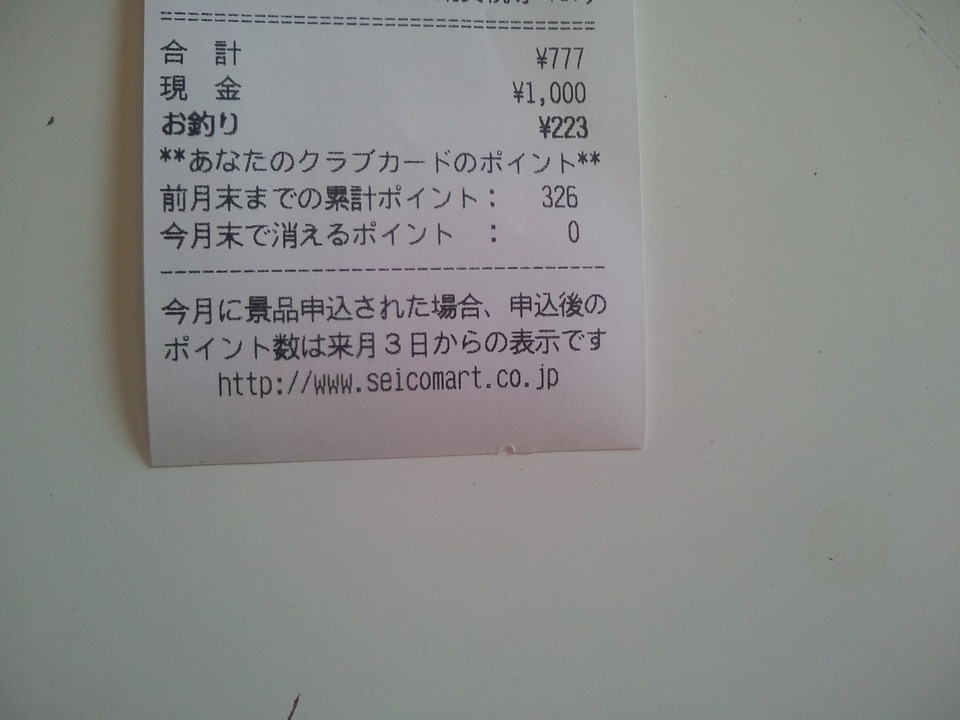 合 計 ¥777
現 金 ¥1,000
お釣り ¥223
**あなたのクラブカードのポイント**
前月末までの累計ポイント: 326
今月末で消えるポイント : 0
今月に景品申込された場合、申込後の
ポイント数は来月3日からの表示です
http://www.seicomart.co.jp